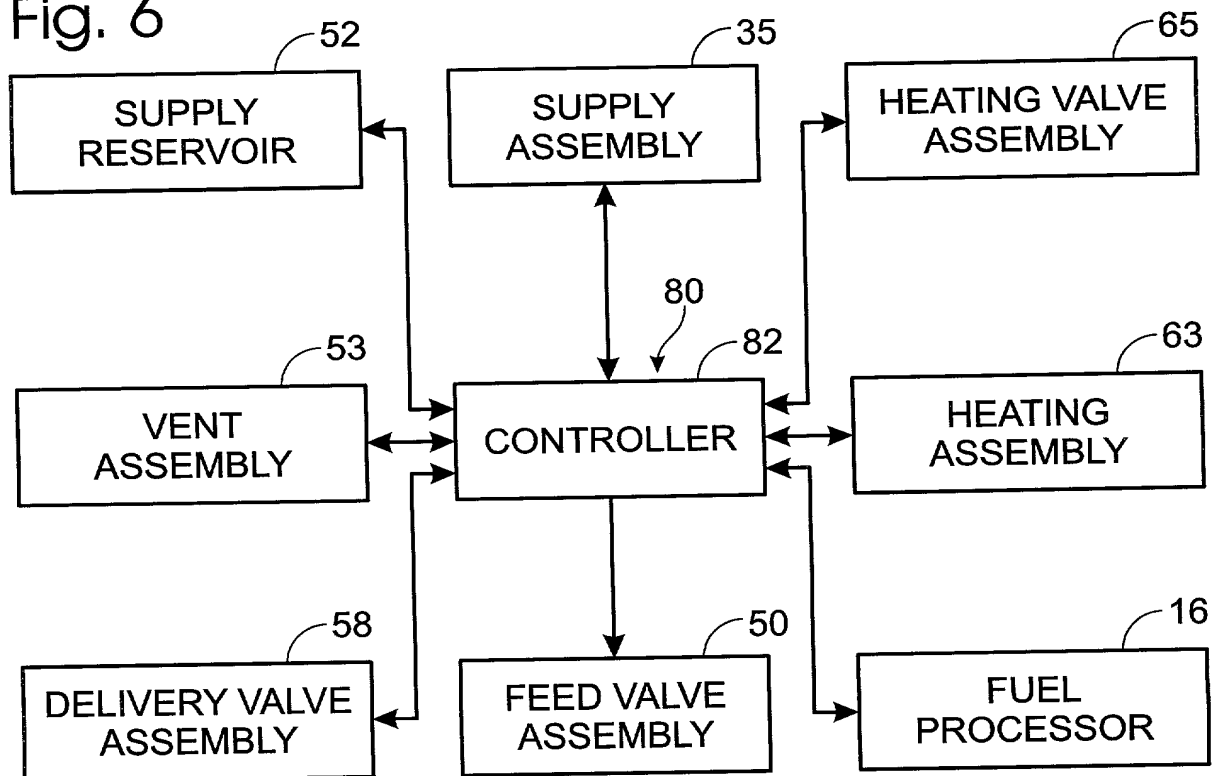 Fig. 6
52
SUPPLY
RESERVOIR
35
SUPPLY
ASSEMBLY
65
HEATING VALVE
ASSEMBLY
80
53
VENT
ASSEMBLY
82
CONTROLLER
63
HEATING
ASSEMBLY
58
DELIVERY VALVE
ASSEMBLY
50
FEED VALVE
ASSEMBLY
16
FUEL
PROCESSOR